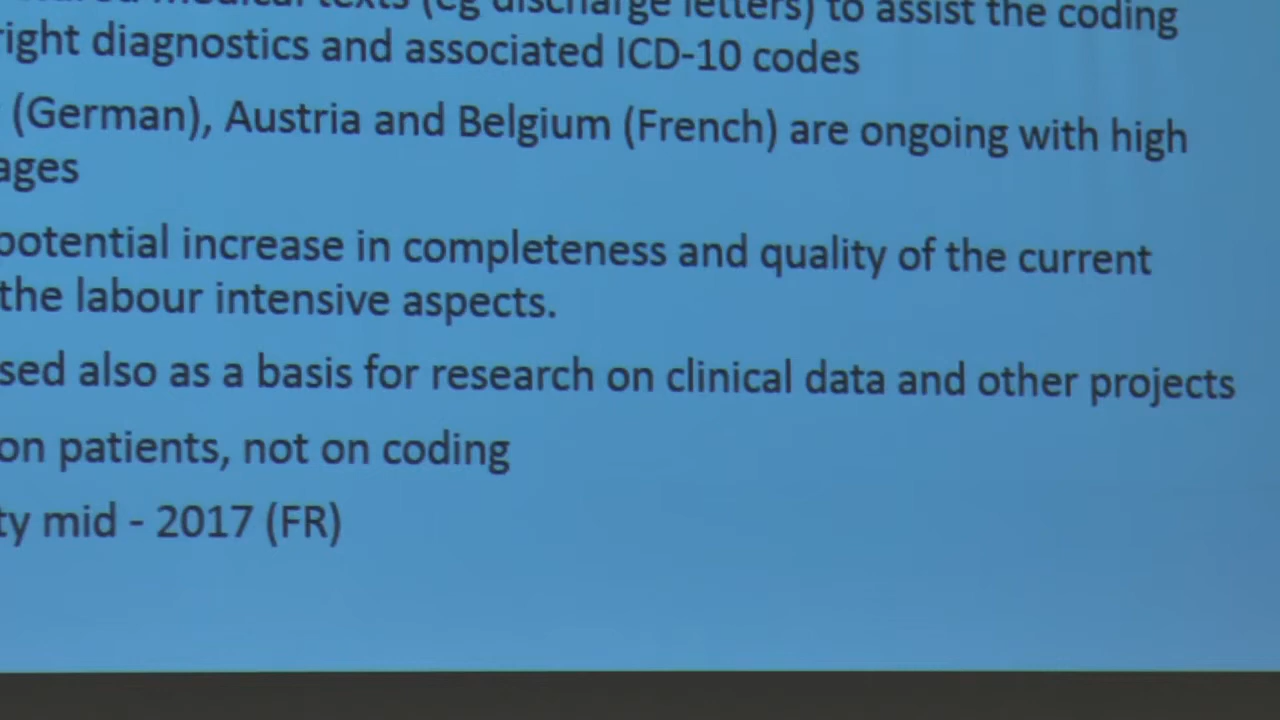 medical texts (eg discharge letters) to assist the coding
right diagnostics and associated ICD-10 codes
(German), Austria and Belgium (French) are ongoing with high
ages
potential increase in completeness and quality of the current
the labour intensive aspects.
sed also as a basis for research on clinical data and other projects
on patients, not on coding
ty mid - 2017 (FR)